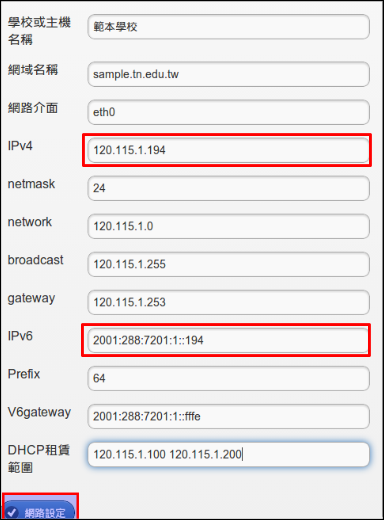 學校或主機名稱 範本學校
網域名稱 sample.tn.edu.tw
網路介面 eth0
IPv4 120.115.1.194
netmask 24
network 120.115.1.0
broadcast 120.115.1.255
gateway 120.115.1.253
IPv6 2001:288:7201:1::194
Prefix 64
V6gateway 2001:288:7201:1::fffe
DHCP租賃範圍 120.115.1.100 120.115.1.200
網路設定